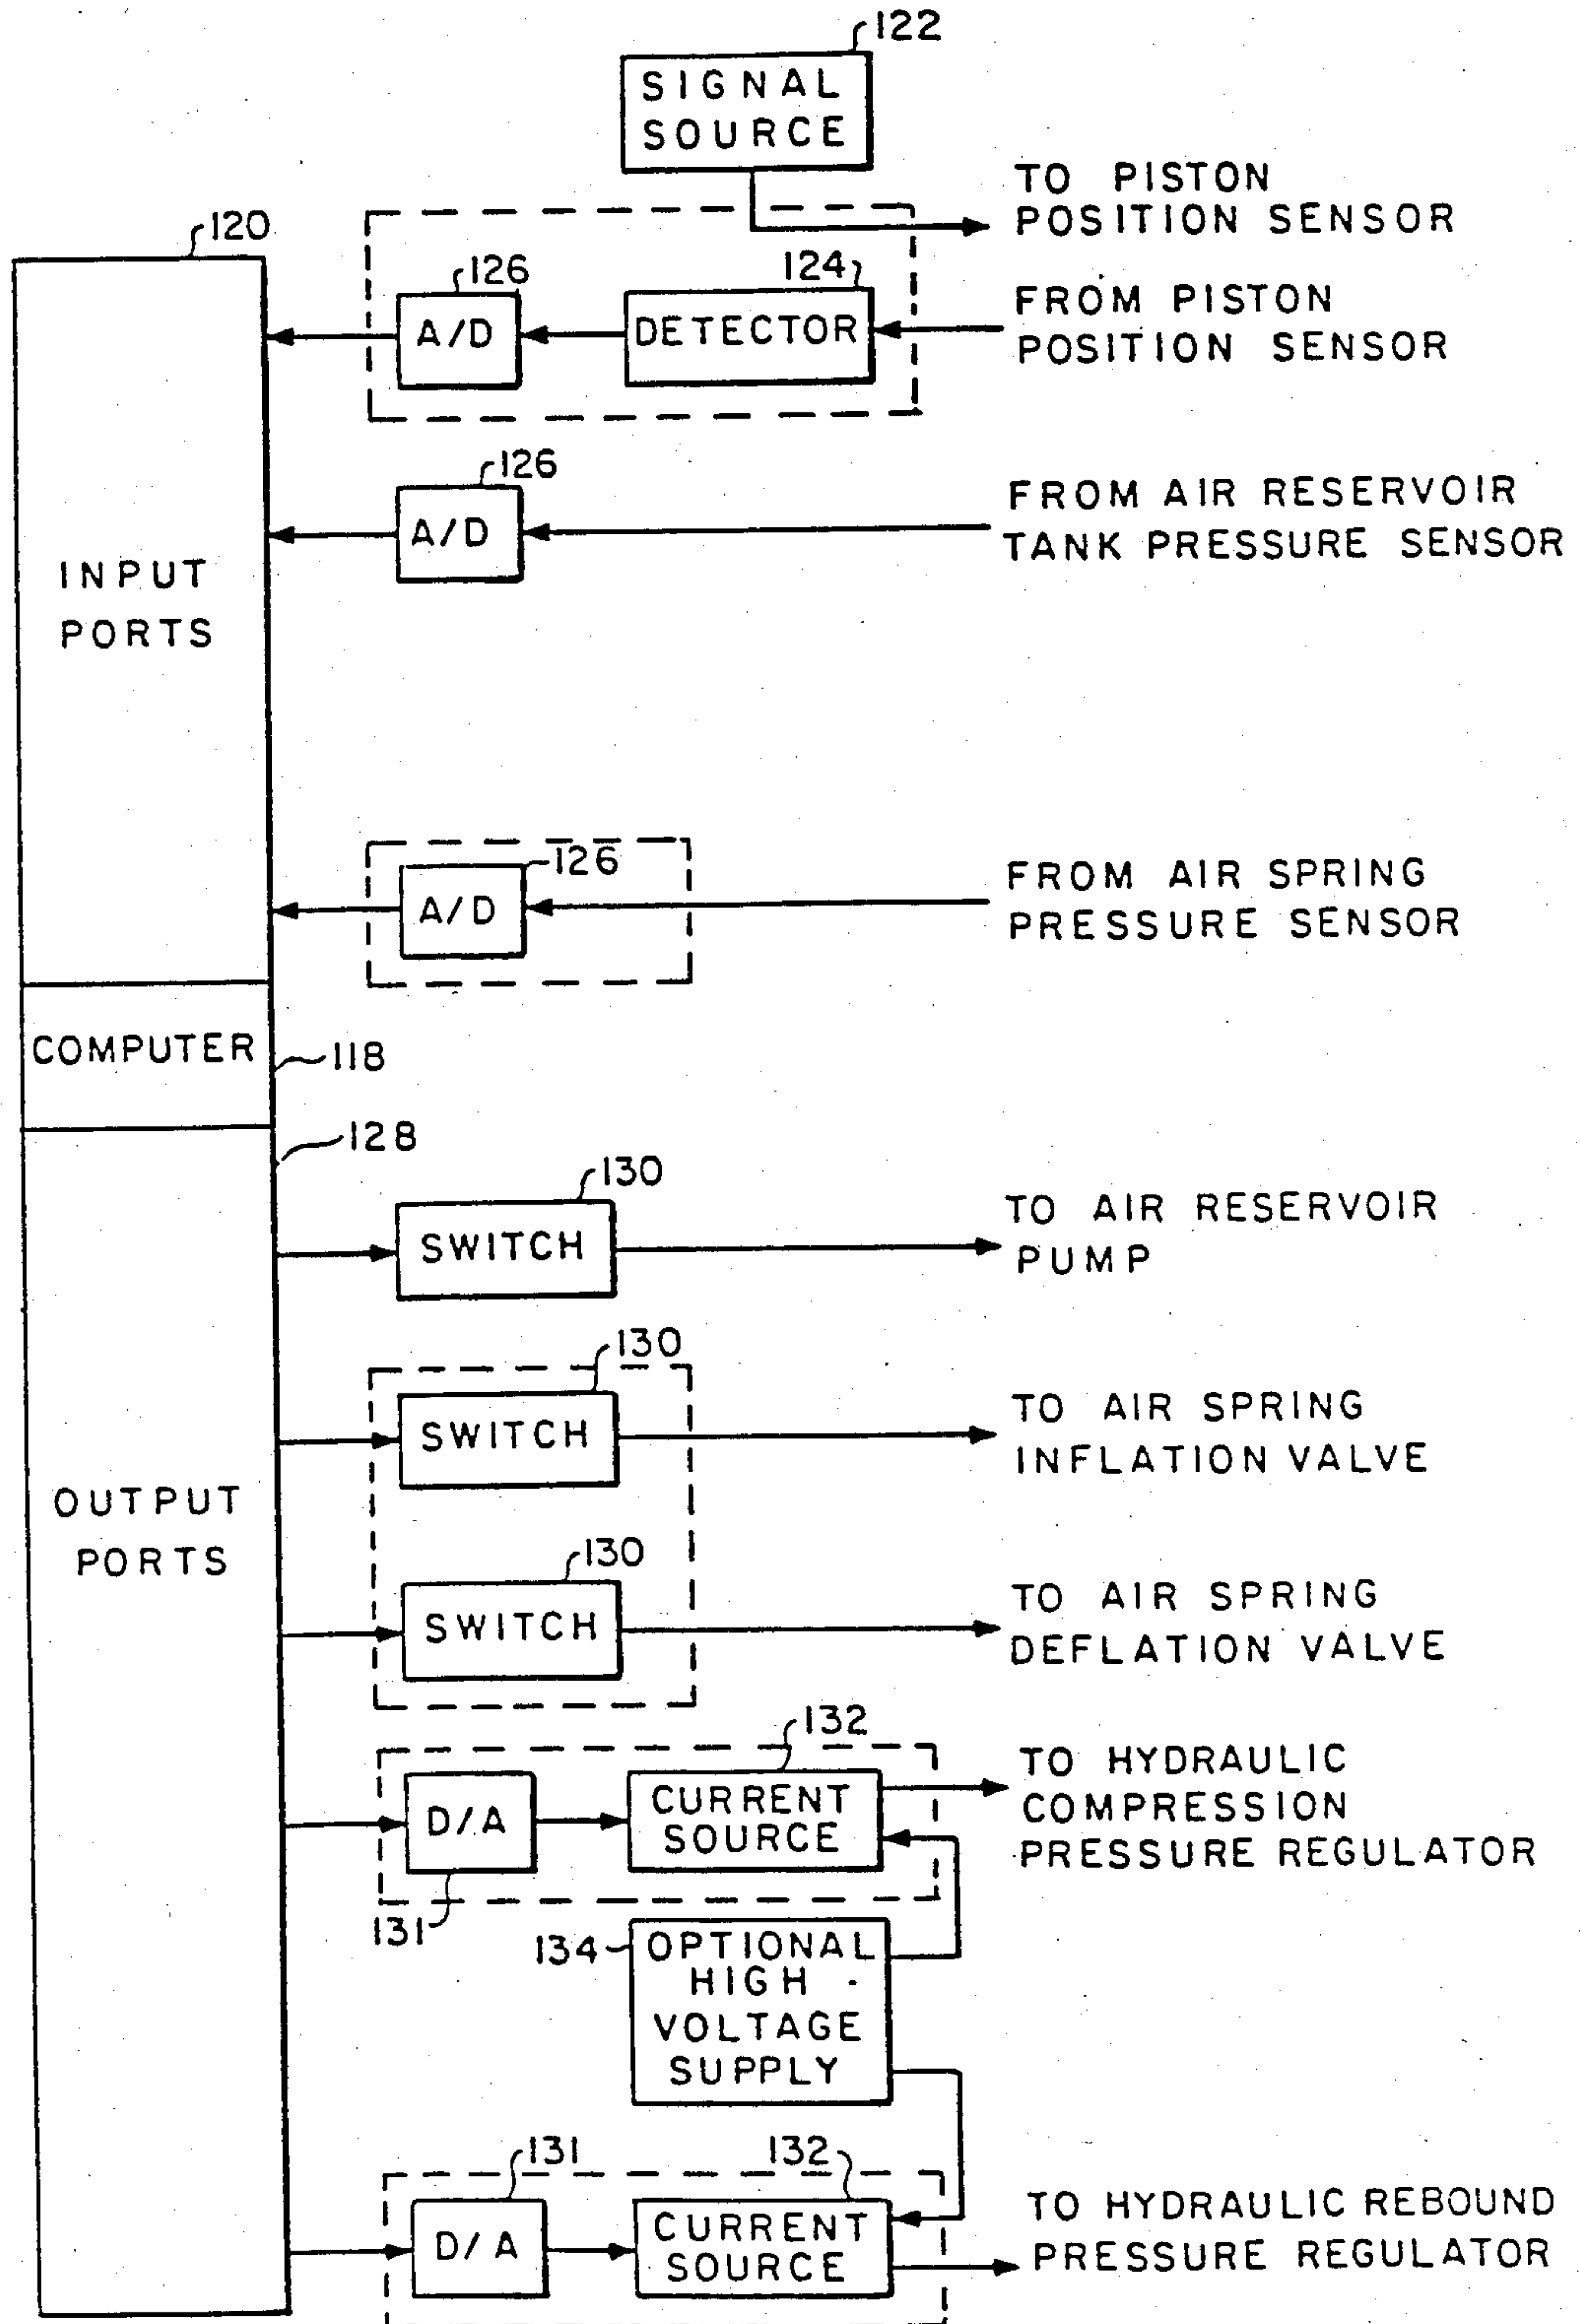 122
SIGNAL
SOURCE
TO PISTON
POSITION SENSOR
120
126
124
A/D
DETECTOR
FROM PISTON
POSITION SENSOR
126
A/D
FROM AIR RESERVOIR
TANK PRESSURE SENSOR
INPUT
PORTS
126
A/D
FROM AIR SPRING
PRESSURE SENSOR
COMPUTER
118
128
130
SWITCH
TO AIR RESERVOIR
PUMP
130
SWITCH
TO AIR SPRING
INFLATION VALVE
OUTPUT
PORTS
130
SWITCH
TO AIR SPRING
DEFLATION VALVE
132
D/A
CURRENT
SOURCE
TO HYDRAULIC
COMPRESSION
PRESSURE REGULATOR
131
134
OPTIONAL
HIGH
VOLTAGE
SUPPLY
131
132
D/A
CURRENT
SOURCE
TO HYDRAULIC REBOUND
PRESSURE REGULATOR